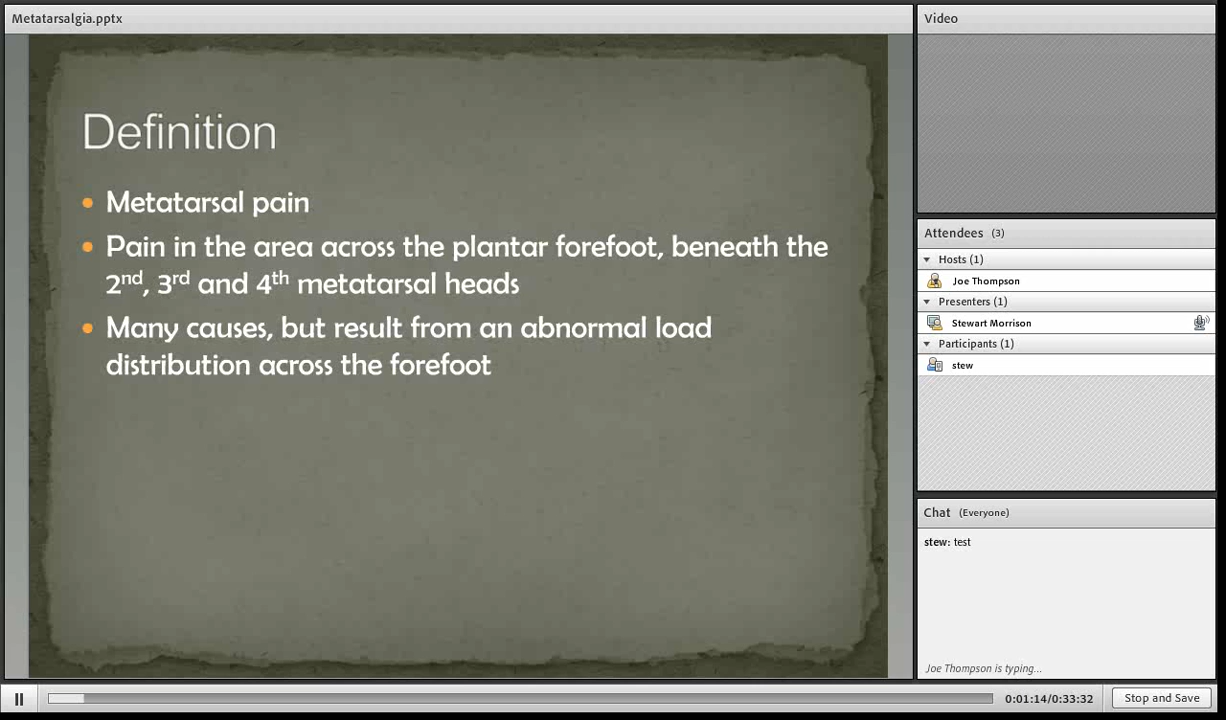 Metatarsalgia.pptx
Definition
• Metatarsal pain
• Pain in the area across the plantar forefoot, beneath the
2nd, 3rd and 4th metatarsal heads
• Many causes, but result from an abnormal load
distribution across the forefoot
Video
Attendees (3)
Hosts (1)
Joe Thompson
Presenters (1)
Stewart Morrison
Participants (1)
stew
Chat (Everyone)
stew: test
Joe Thompson is typing...
0:01:14/0:33:32
Stop and Save